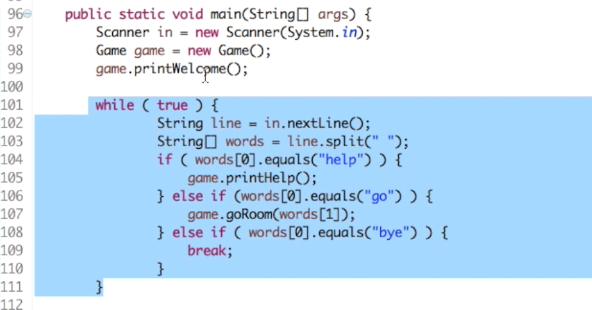 96 public static void main(String[] args) {
97 Scanner in = new Scanner(System.in);
98 Game game = new Game();
99 game.printWelcome();
100
101 while ( true ) {
102 String line = in.nextLine();
103 String[] words = line.split(" ");
104 if ( words[0].equals("help") ) {
105 game.printHelp();
106 } else if (words[0].equals("go") ) {
107 game.goRoom(words[1]);
108 } else if ( words[0].equals("bye") ) {
109 break;
110 }
111 }
112